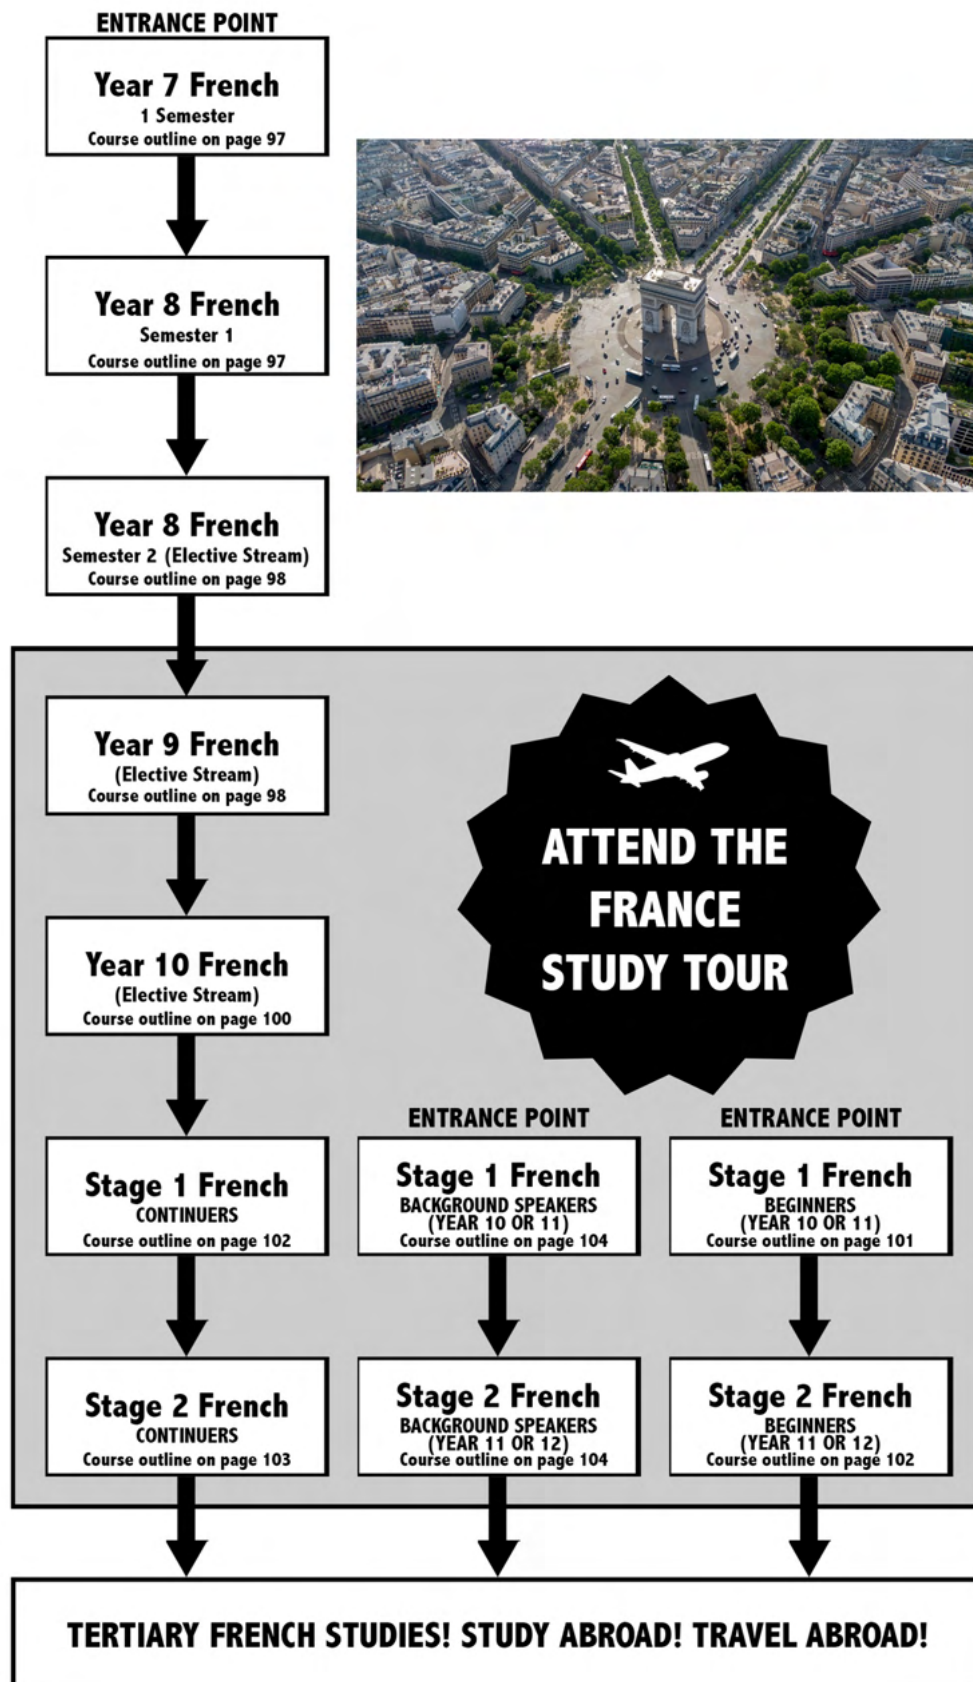 ENTRANCE POINT
Year 7 French
1 Semester
Course outline on page 97
Year 8 French
Semester 1
Course outline on page 97
Year 8 French
Semester 2 (Elective Stream)
Course outline on page 98
Year 9 French
(Elective Stream)
Course outline on page 98
ATTEND THE
FRANCE
STUDY TOUR
Year 10 French
(Elective Stream)
Course outline on page 100
Stage 1 French
CONTINUERS
Course outline on page 102
ENTRANCE POINT
Stage 1 French
BACKGROUND SPEAKERS
(YEAR 10 OR 11)
Course outline on page 104
ENTRANCE POINT
Stage 1 French
BEGINNERS
(YEAR 10 OR 11)
Course outline on page 101
Stage 2 French
CONTINUERS
Course outline on page 103
Stage 2 French
BACKGROUND SPEAKERS
(YEAR 11 OR 12)
Course outline on page 104
Stage 2 French
BEGINNERS
(YEAR 11 OR 12)
Course outline on page 102
TERTIARY FRENCH STUDIES! STUDY ABROAD! TRAVEL ABROAD!